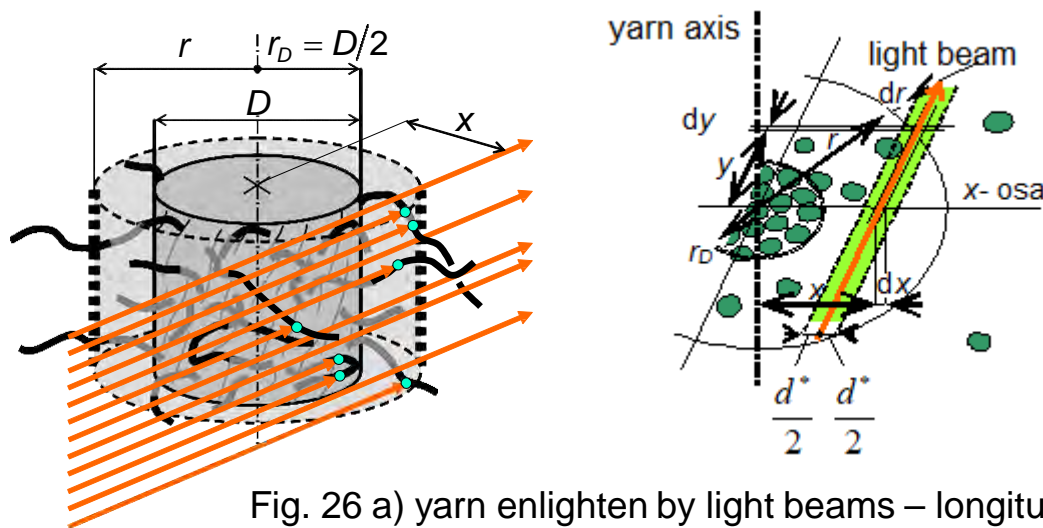 r
r_D = D/2
D
x
yarn axis
light beam
dr
dy
r
y
x- osa
r_D
x
dx
d*/2 d*/2
Fig. 26 a) yarn enlighten by light beams – longitu